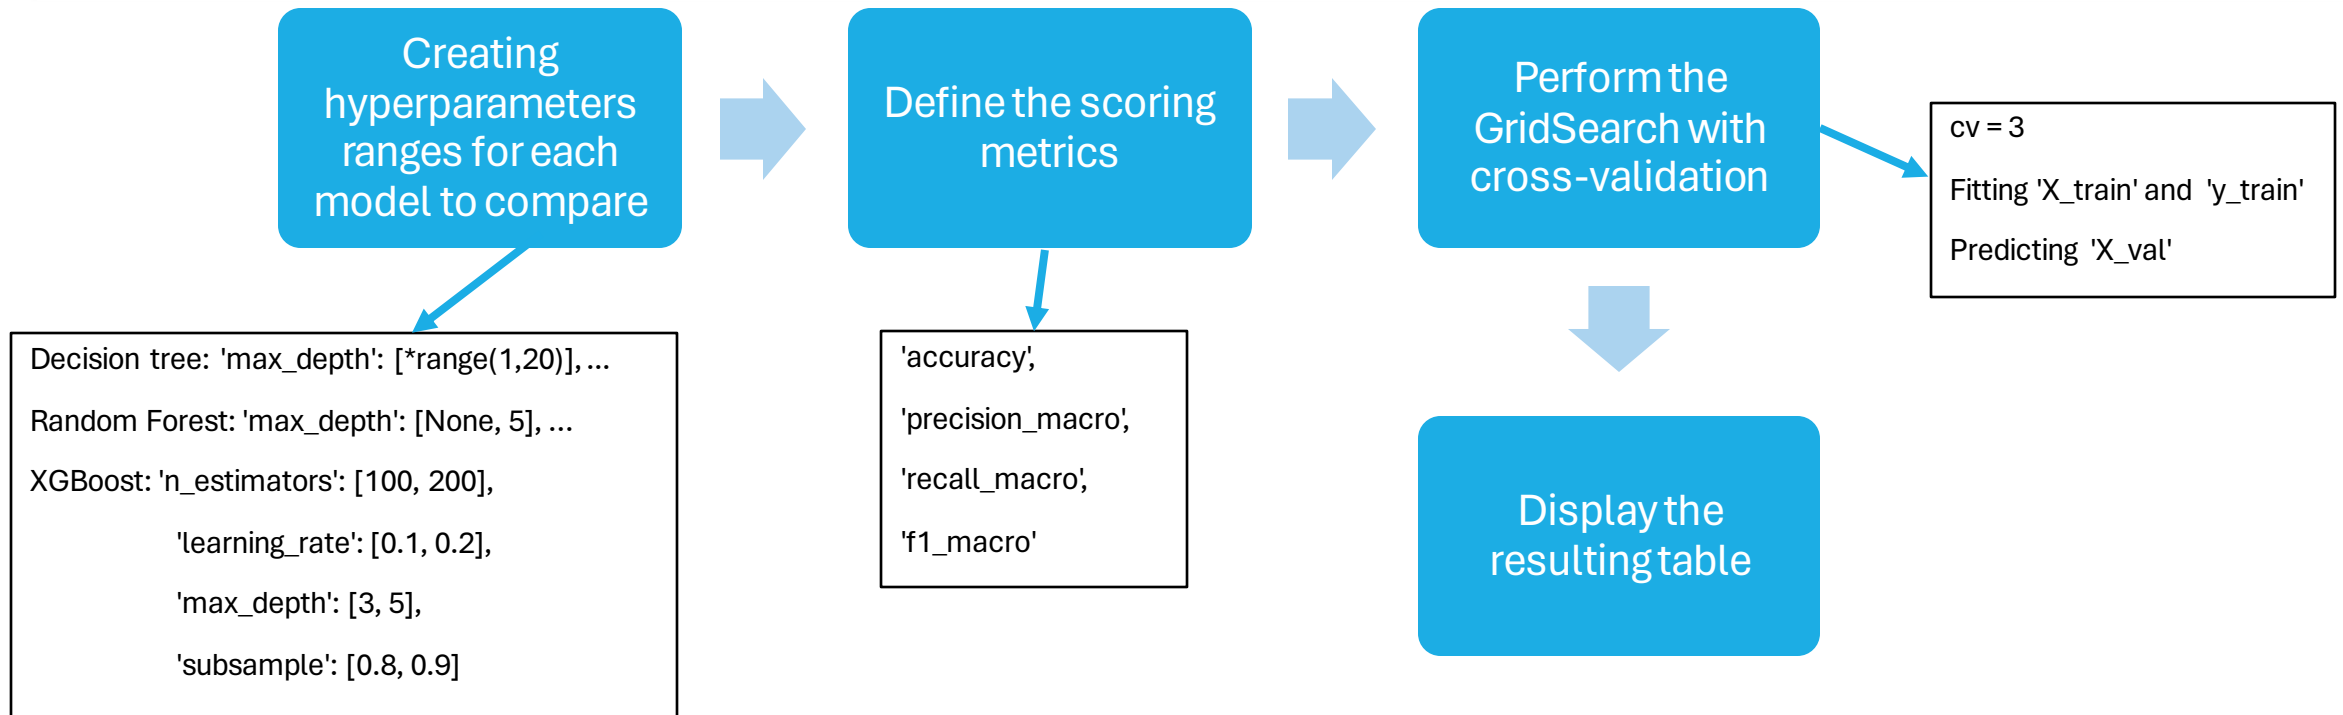 Creating
hyperparameters
ranges for each
model to compare
Define the scoring
metrics
Perform the
GridSearch with
cross-validation
cv = 3
Fitting 'X_train' and 'y_train'
Predicting 'X_val'
Decision tree: 'max_depth': [*range(1,20)], ...
Random Forest: 'max_depth': [None, 5], ...
XGBoost: 'n_estimators': [100, 200],
'learning_rate': [0.1, 0.2],
'max_depth': [3, 5],
'subsample': [0.8, 0.9]
'accuracy',
'precision_macro',
'recall_macro',
'f1_macro'
Display the
resulting table